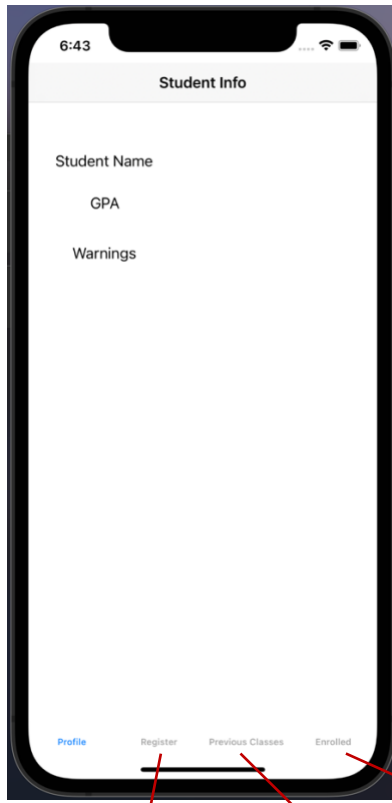 6:43
Student Info
Student Name
GPA
Warnings
Profile Register Previous Classes Enrolled